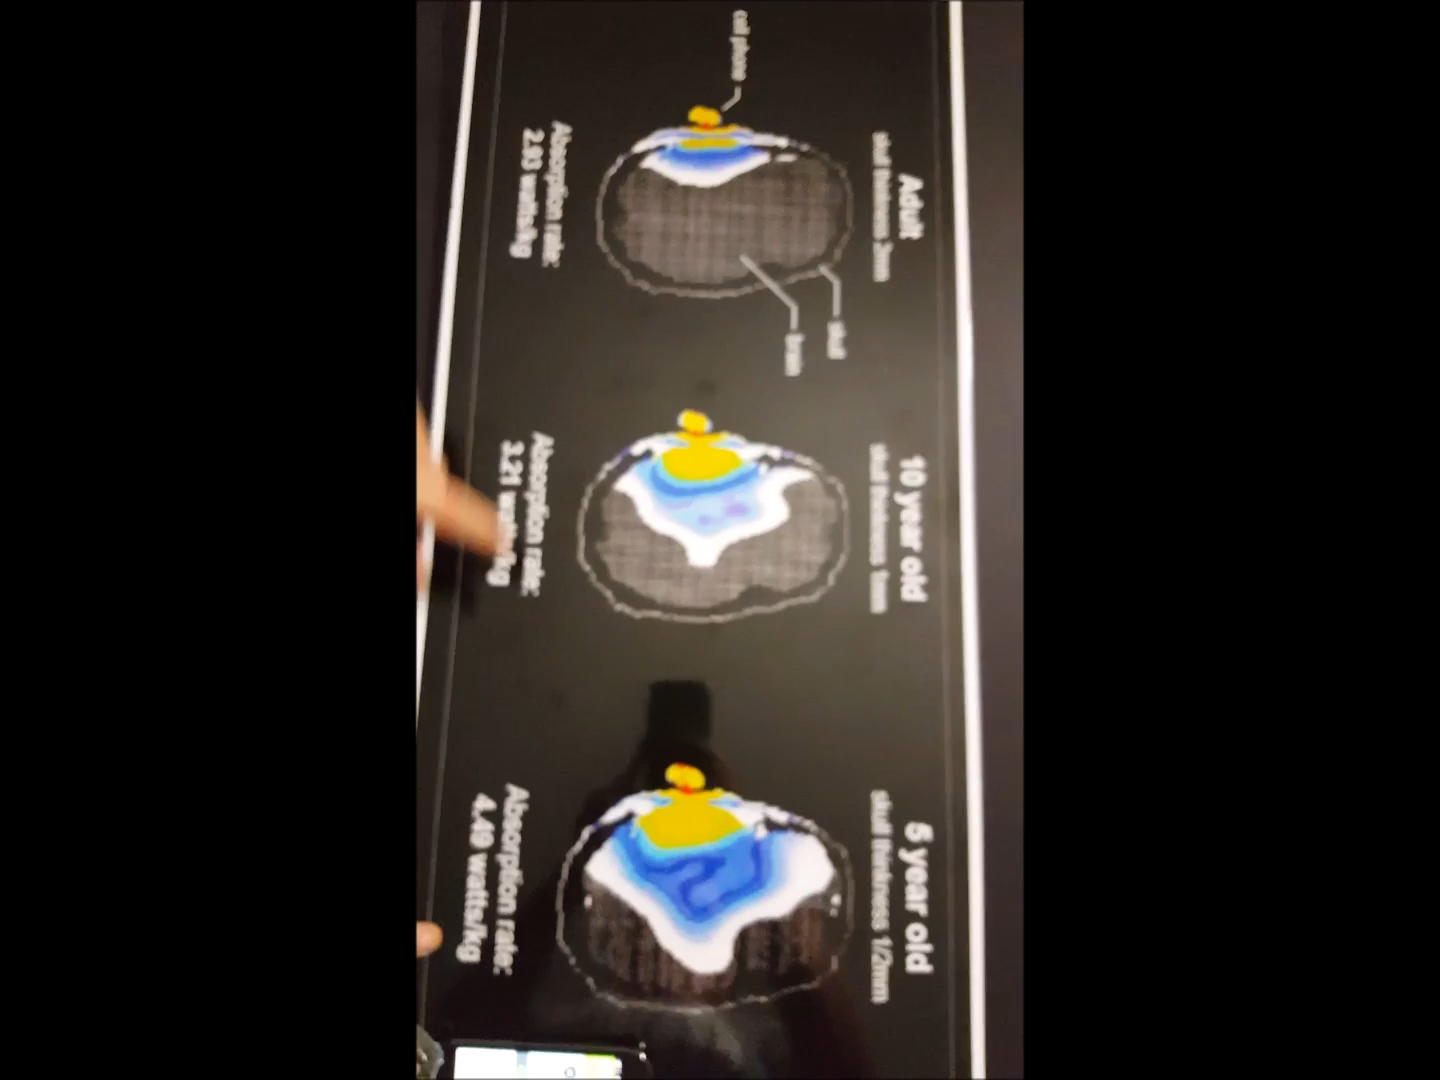 Adult
skull thickness 2mm
cell phone
skull
brain
Absorption rate:
2.93 watts/kg
10 year old
skull thickness 1mm
Absorption rate:
3.21 watts/kg
5 year old
skull thickness 1/2mm
Absorption rate:
4.49 watts/kg